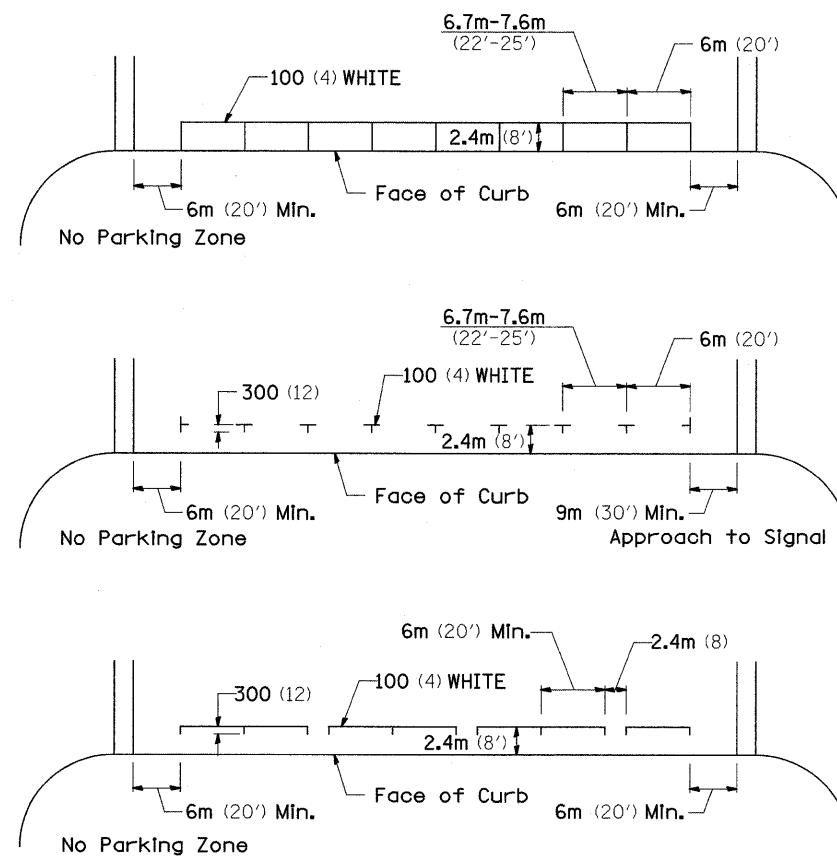 6.7m-7.6m
(22'-25')
6m (20')
100 (4) WHITE
2.4m (8')
Face of Curb
6m (20') Min.
6m (20') Min.
No Parking Zone
6.7m-7.6m
(22'-25')
6m (20')
300 (12)
100 (4) WHITE
2.4m (8')
Face of Curb
6m (20') Min.
9m (30') Min.
No Parking Zone
Approach to Signal
6m (20') Min.
2.4m (8)
300 (12)
100 (4) WHITE
2.4m (8')
Face of Curb
6m (20') Min.
6m (20') Min.
No Parking Zone